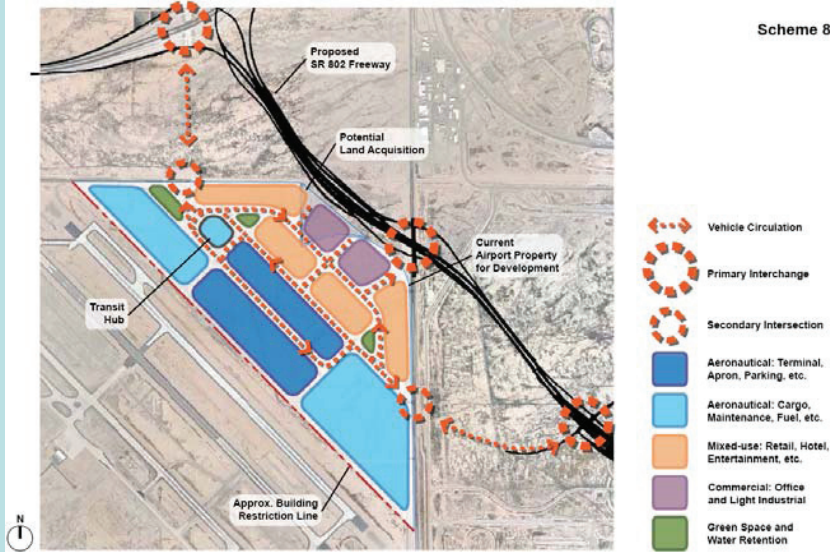 Scheme 8
Proposed
SR 802 Freeway
Potential
Land Acquisition
Current
Airport Property
for Development
Transit
Hub
Approx. Building
Restriction Line
N
Vehicle Circulation
Primary Interchange
Secondary Intersection
Aeronautical: Terminal,
Apron, Parking, etc.
Aeronautical: Cargo,
Maintenance, Fuel, etc.
Mixed-use: Retail, Hotel,
Entertainment, etc.
Commercial: Office
and Light Industrial
Green Space and
Water Retention